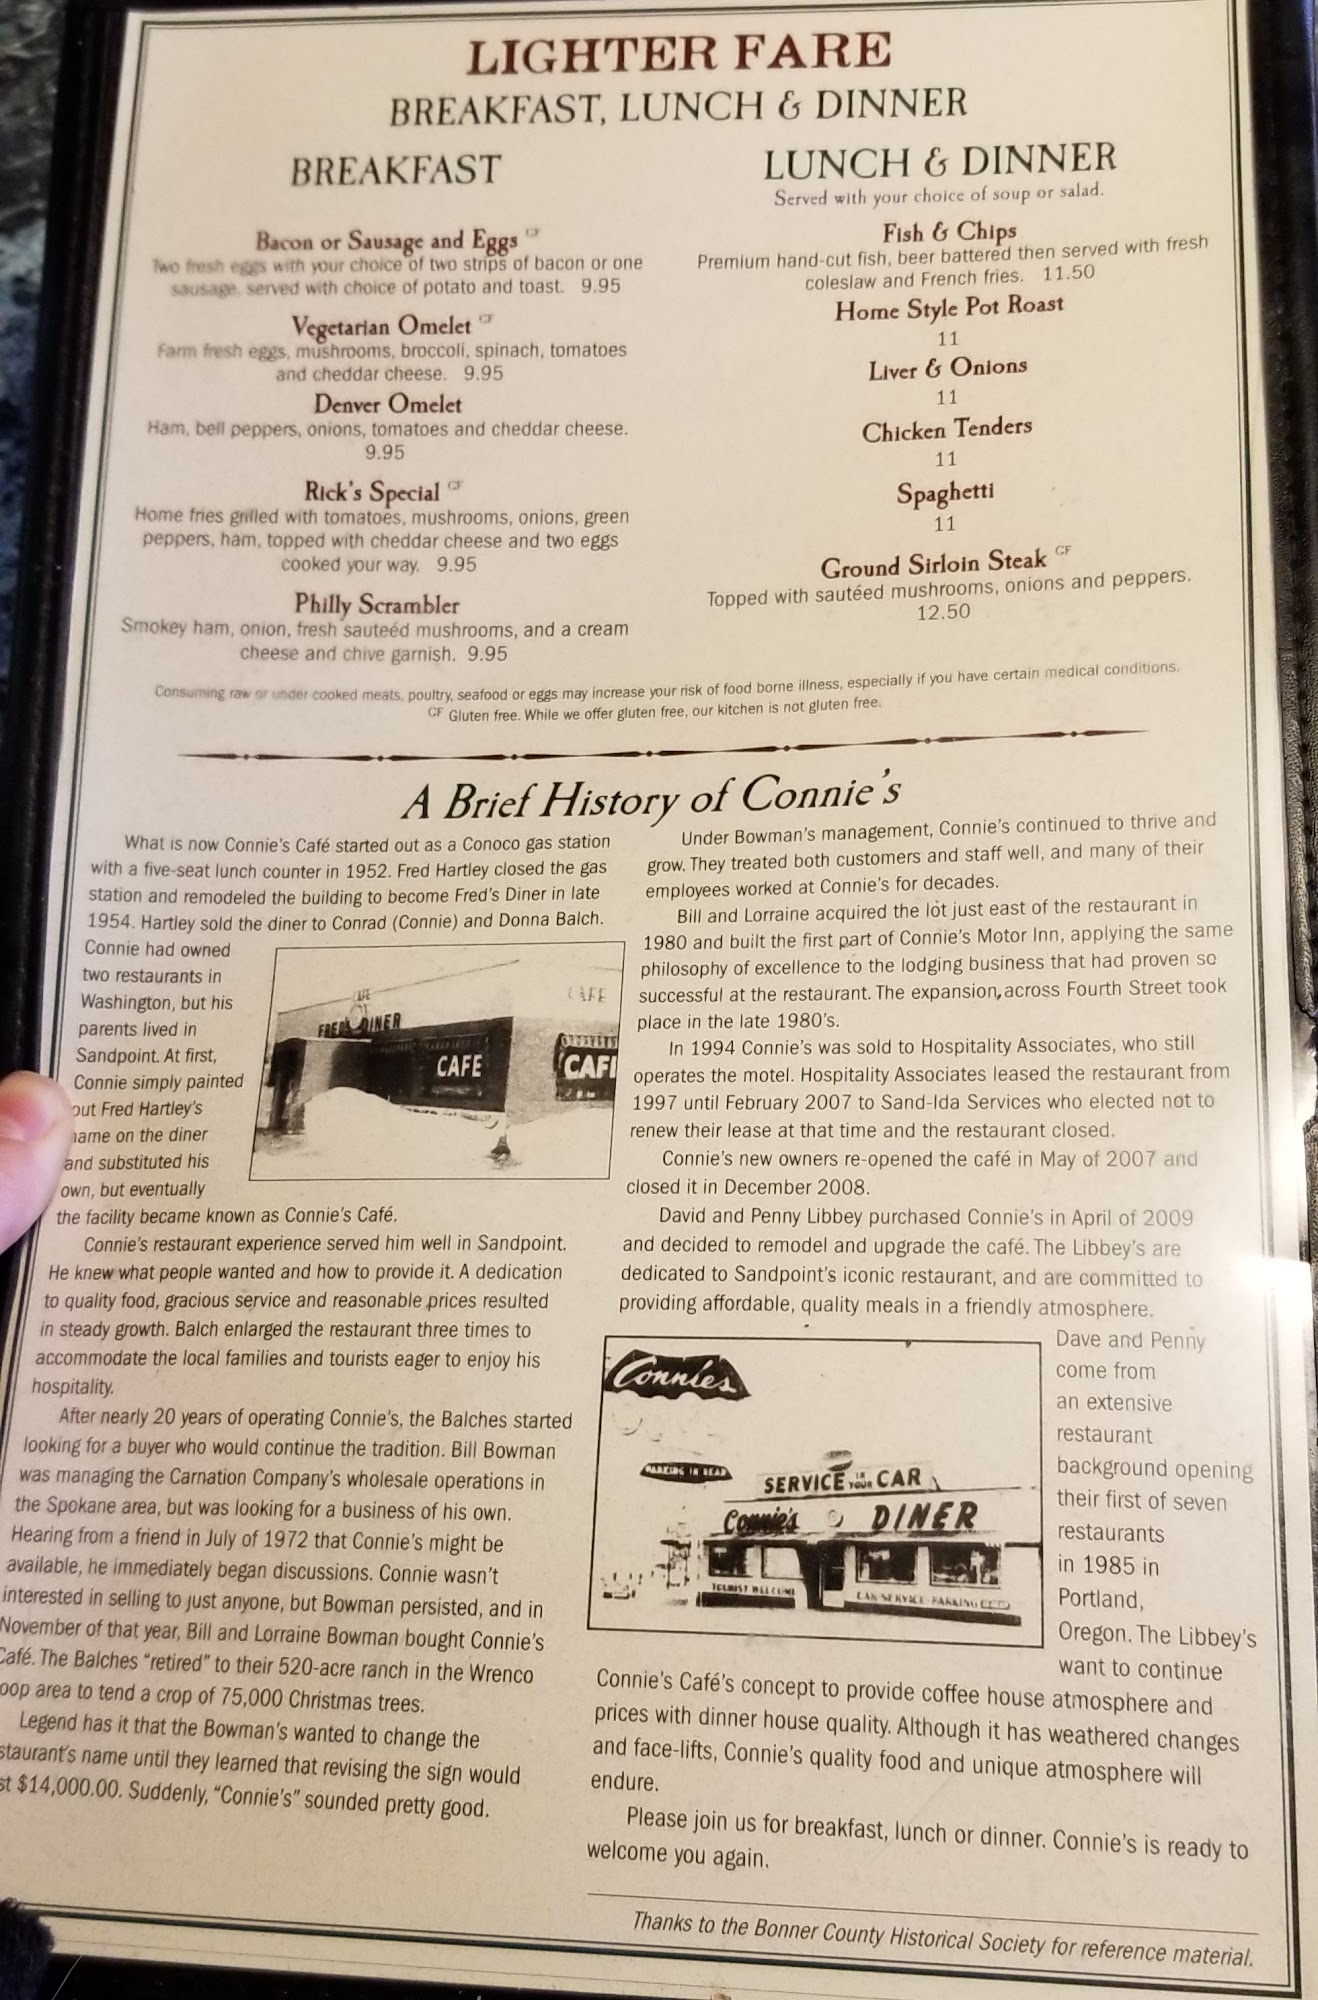 LIGHTER FARE
BREAKFAST, LUNCH & DINNER
BREAKFAST
Bacon or Sausage and Eggs GF
Two fresh eggs with your choice of two strips of bacon or one
sausage, served with choice of potato and toast. 9.95
Vegetarian Omelet GF
Farm fresh eggs, mushrooms, broccoli, spinach, tomatoes
and cheddar cheese. 9.95
Denver Omelet
Ham, bell peppers, onions, tomatoes and cheddar cheese.
9.95
Rick's Special GF
Home fries grilled with tomatoes, mushrooms, onions, green
peppers, ham, topped with cheddar cheese and two eggs
cooked your way. 9.95
Philly Scrambler
Smokey ham, onion, fresh sauteéd mushrooms, and a cream
cheese and chive garnish. 9.95
LUNCH & DINNER
Served with your choice of soup or salad.
Fish & Chips
Premium hand-cut fish, beer battered then served with fresh
coleslaw and French fries. 11.50
Home Style Pot Roast
11
Liver & Onions
11
Chicken Tenders
11
Spaghetti
11
Ground Sirloin Steak GF
Topped with sautéed mushrooms, onions and peppers.
12.50
Consuming raw or under cooked meats, poultry, seafood or eggs may increase your risk of food borne illness, especially if you have certain medical conditions.
GF Gluten free. While we offer gluten free, our kitchen is not gluten free.
A Brief History of Connie's
What is now Connie's Café started out as a Conoco gas station
with a five-seat lunch counter in 1952. Fred Hartley closed the gas
station and remodeled the building to become Fred's Diner in late
1954. Hartley sold the diner to Conrad (Connie) and Donna Balch.
Connie had owned
two restaurants in
Washington, but his
parents lived in
Sandpoint. At first,
Connie simply painted
out Fred Hartley's
name on the diner
and substituted his
own, but eventually
the facility became known as Connie's Café.
CAFE
FRED'S DINER
CAFE
CAFE
CAF
Connie's restaurant experience served him well in Sandpoint.
He knew what people wanted and how to provide it. A dedication
to quality food, gracious service and reasonable prices resulted
in steady growth. Balch enlarged the restaurant three times to
accommodate the local families and tourists eager to enjoy his
hospitality.
After nearly 20 years of operating Connie's, the Balches started
looking for a buyer who would continue the tradition. Bill Bowman
was managing the Carnation Company's wholesale operations in
the Spokane area, but was looking for a business of his own.
Hearing from a friend in July of 1972 that Connie's might be
available, he immediately began discussions. Connie wasn't
interested in selling to just anyone, but Bowman persisted, and in
November of that year, Bill and Lorraine Bowman bought Connie's
Café. The Balches "retired" to their 520-acre ranch in the Wrenco
oop area to tend a crop of 75,000 Christmas trees.
Legend has it that the Bowman's wanted to change the
staurant's name until they learned that revising the sign would
st $14,000.00. Suddenly, "Connie's" sounded pretty good.
Under Bowman's management, Connie's continued to thrive and
grow. They treated both customers and staff well, and many of their
employees worked at Connie's for decades.
Bill and Lorraine acquired the lot just east of the restaurant in
1980 and built the first part of Connie's Motor Inn, applying the same
philosophy of excellence to the lodging business that had proven so
successful at the restaurant. The expansion, across Fourth Street took
place in the late 1980's.
In 1994 Connie's was sold to Hospitality Associates, who still
operates the motel. Hospitality Associates leased the restaurant from
1997 until February 2007 to Sand-Ida Services who elected not to
renew their lease at that time and the restaurant closed.
Connie's new owners re-opened the café in May of 2007 and
closed it in December 2008.
David and Penny Libbey purchased Connie's in April of 2009
and decided to remodel and upgrade the café. The Libbey's are
dedicated to Sandpoint's iconic restaurant, and are committed to
providing affordable, quality meals in a friendly atmosphere.
Dave and Penny
come from
an extensive
restaurant
background opening
their first of seven
restaurants
in 1985 in
Portland,
Oregon. The Libbey's
want to continue
Connies
PARKING IN REAR
SERVICE IN YOUR CAR
Connie's DINER
TOURIST WELCOME
CAR SERVICE - PARKING
Connie's Café's concept to provide coffee house atmosphere and
prices with dinner house quality. Although it has weathered changes
and face-lifts, Connie's quality food and unique atmosphere will
endure.
Please join us for breakfast, lunch or dinner. Connie's is ready to
welcome you again.
Thanks to the Bonner County Historical Society for reference material.